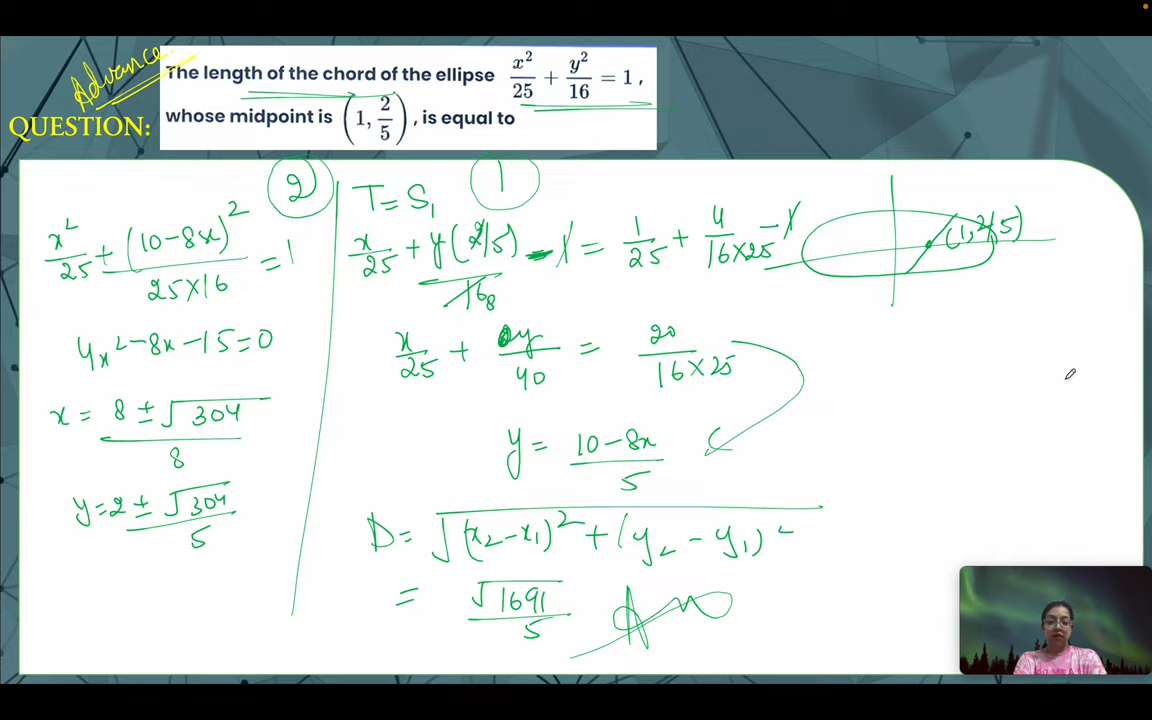 Advance.
QUESTION:
The length of the chord of the ellipse x²/25 + y²/16 = 1 ,
whose midpoint is (1, 2/5) , is equal to
②
x²/25 + (10-8x)²/(25×16) = 1
4x² - 8x - 15 = 0
x = (8 ± √304)/8
y = (2 ± √304)/5
①
T = S₁
x/25 + y(2/5)/16 8 - 1 = 1/25 + 4/(16×25) - 1
x/25 + 2y/40 = 20/(16×25)
y = (10-8x)/5
D = √((x₂-x₁)² + (y₂-y₁)²)
= √1691/5
(1, 2/5)